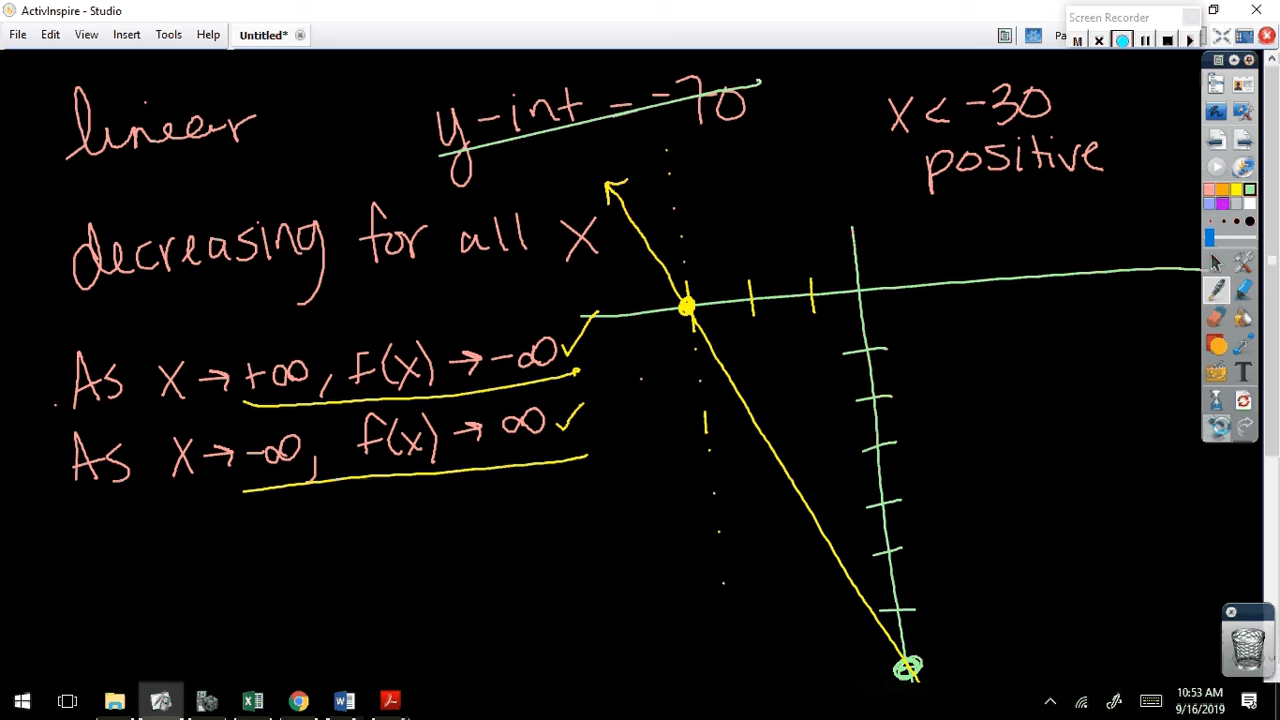 ActivInspire - Studio
Screen Recorder
File Edit View Insert Tools Help Untitled* Pa
linear
y-int = -70
x < -30
positive
decreasing for all x
As x → +∞, f(x) → -∞ ✓
As x → -∞, f(x) → ∞ ✓
10:53 AM
9/16/2019